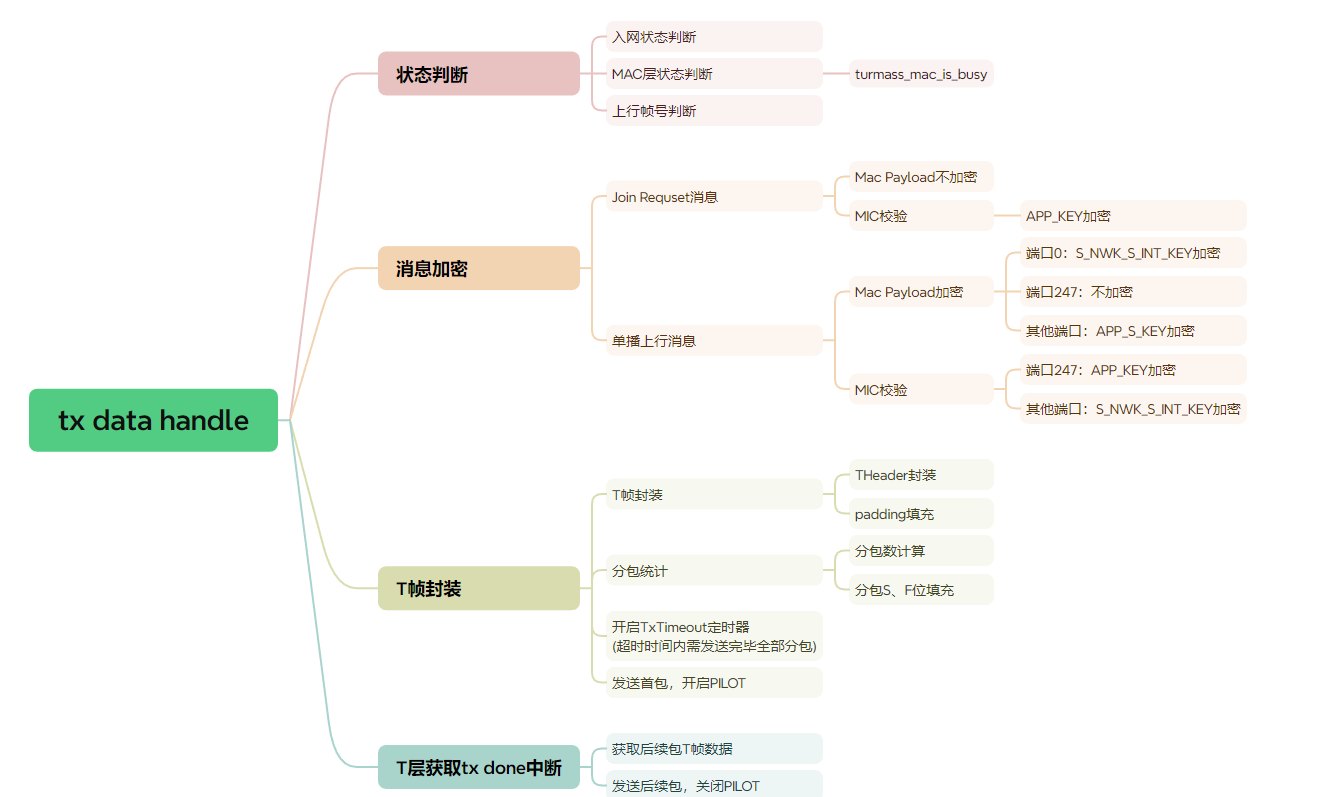 tx data handle
状态判断
入网状态判断
MAC层状态判断
turmass_mac_is_busy
上行帧号判断
消息加密
Join Requset消息
Mac Payload不加密
MIC校验
APP_KEY加密
单播上行消息
Mac Payload加密
端口0：S_NWK_S_INT_KEY加密
端口247：不加密
其他端口：APP_S_KEY加密
MIC校验
端口247：APP_KEY加密
其他端口：S_NWK_S_INT_KEY加密
T帧封装
T帧封装
THeader封装
padding填充
分包统计
分包数计算
分包S、F位填充
开启TxTimeout定时器
(超时时间内需发送完毕全部分包)
发送首包，开启PILOT
T层获取tx done中断
获取后续包T帧数据
发送后续包，关闭PILOT